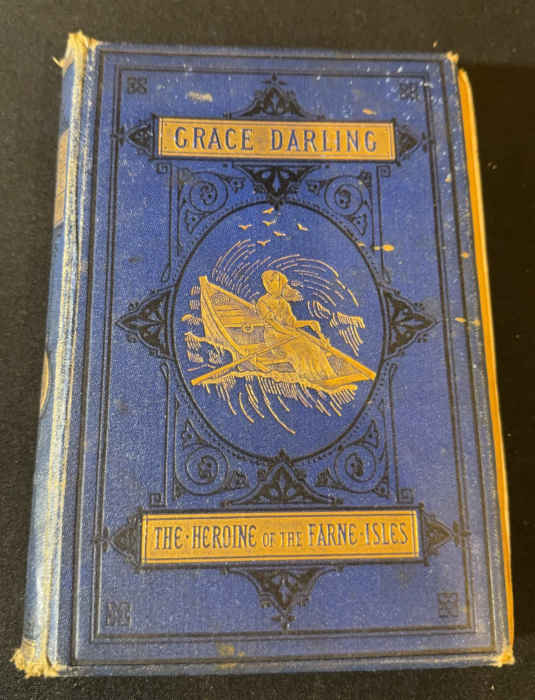 GRACE DARLING
THE · HEROINE OF THE FARNE · ISLES